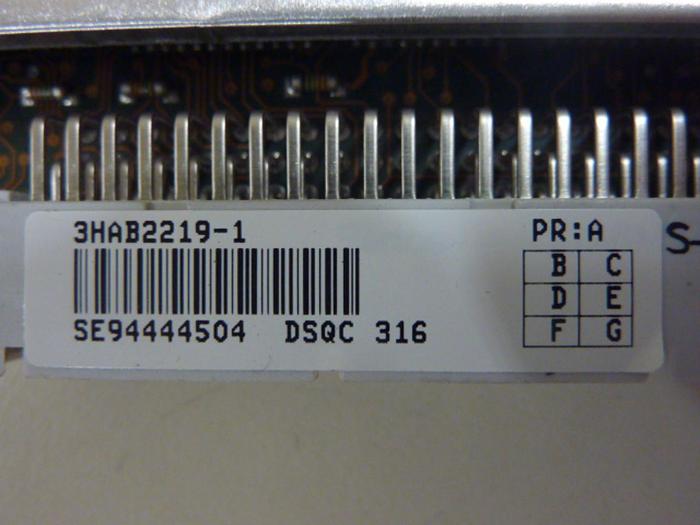 3HAB2219-1
PR:A
S-
B C
D E
F G
SE94444504 DSQC 316